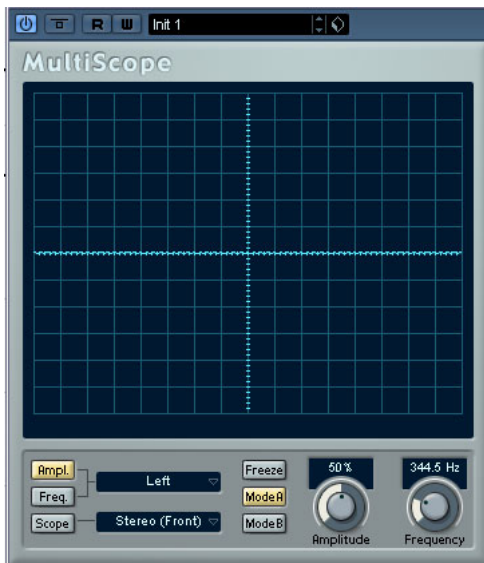 R W Init 1
MultiScope
Ampl. Left Freeze 50% 344.5 Hz
Freq. Mode A
Scope Stereo (Front) Mode B Amplitude Frequency